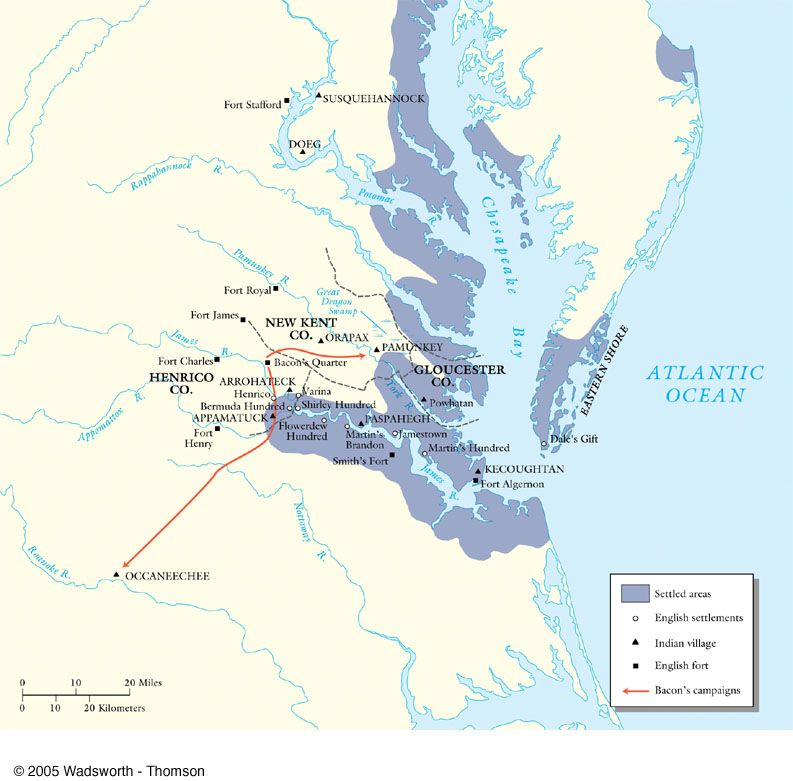 Fort Stafford
SUSQUEHANNOCK
DOEG
Rappahannock R.
Potomac R.
Chesapeake Bay
Pamunkey R.
Fort Royal
Great
Dragon
Swamp
Fort James
NEW KENT
CO.
ORAPAX
PAMUNKEY
James R.
Fort Charles
Bacon's Quarter
GLOUCESTER
CO.
EASTERN SHORE
ATLANTIC
OCEAN
HENRICO
CO.
ARROHATECK
Henrico
Varina
York R.
Powhatan
Bermuda Hundred
Shirley Hundred
Appomattox R.
APPAMATUCK
PASPAHEGH
Fort
Henry
Flowerdew
Hundred
Martin's
Brandon
Jamestown
Dale's Gift
Martin's Hundred
Smith's Fort
James R.
KECOUGHTAN
Fort Algernon
Nottoway R.
Roanoke R.
OCCANEECHEE
Settled areas
English settlements
Indian village
English fort
Bacon's campaigns
0 10 20 Miles
0 10 20 Kilometers
© 2005 Wadsworth - Thomson